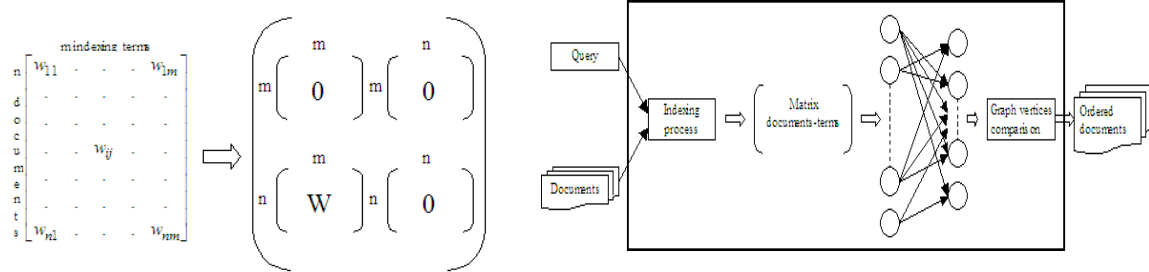 m indexing terms
n documents
w11 . . . w1m
. . . . .
. . wij . .
. . . . .
. . . . .
wn1 . . . wnm
m n
m 0 m 0
m n
n W n 0
Query
Documents
Indexing
process
Matrix
documents-terms
Graph vertices
comparison
Ordered
documents